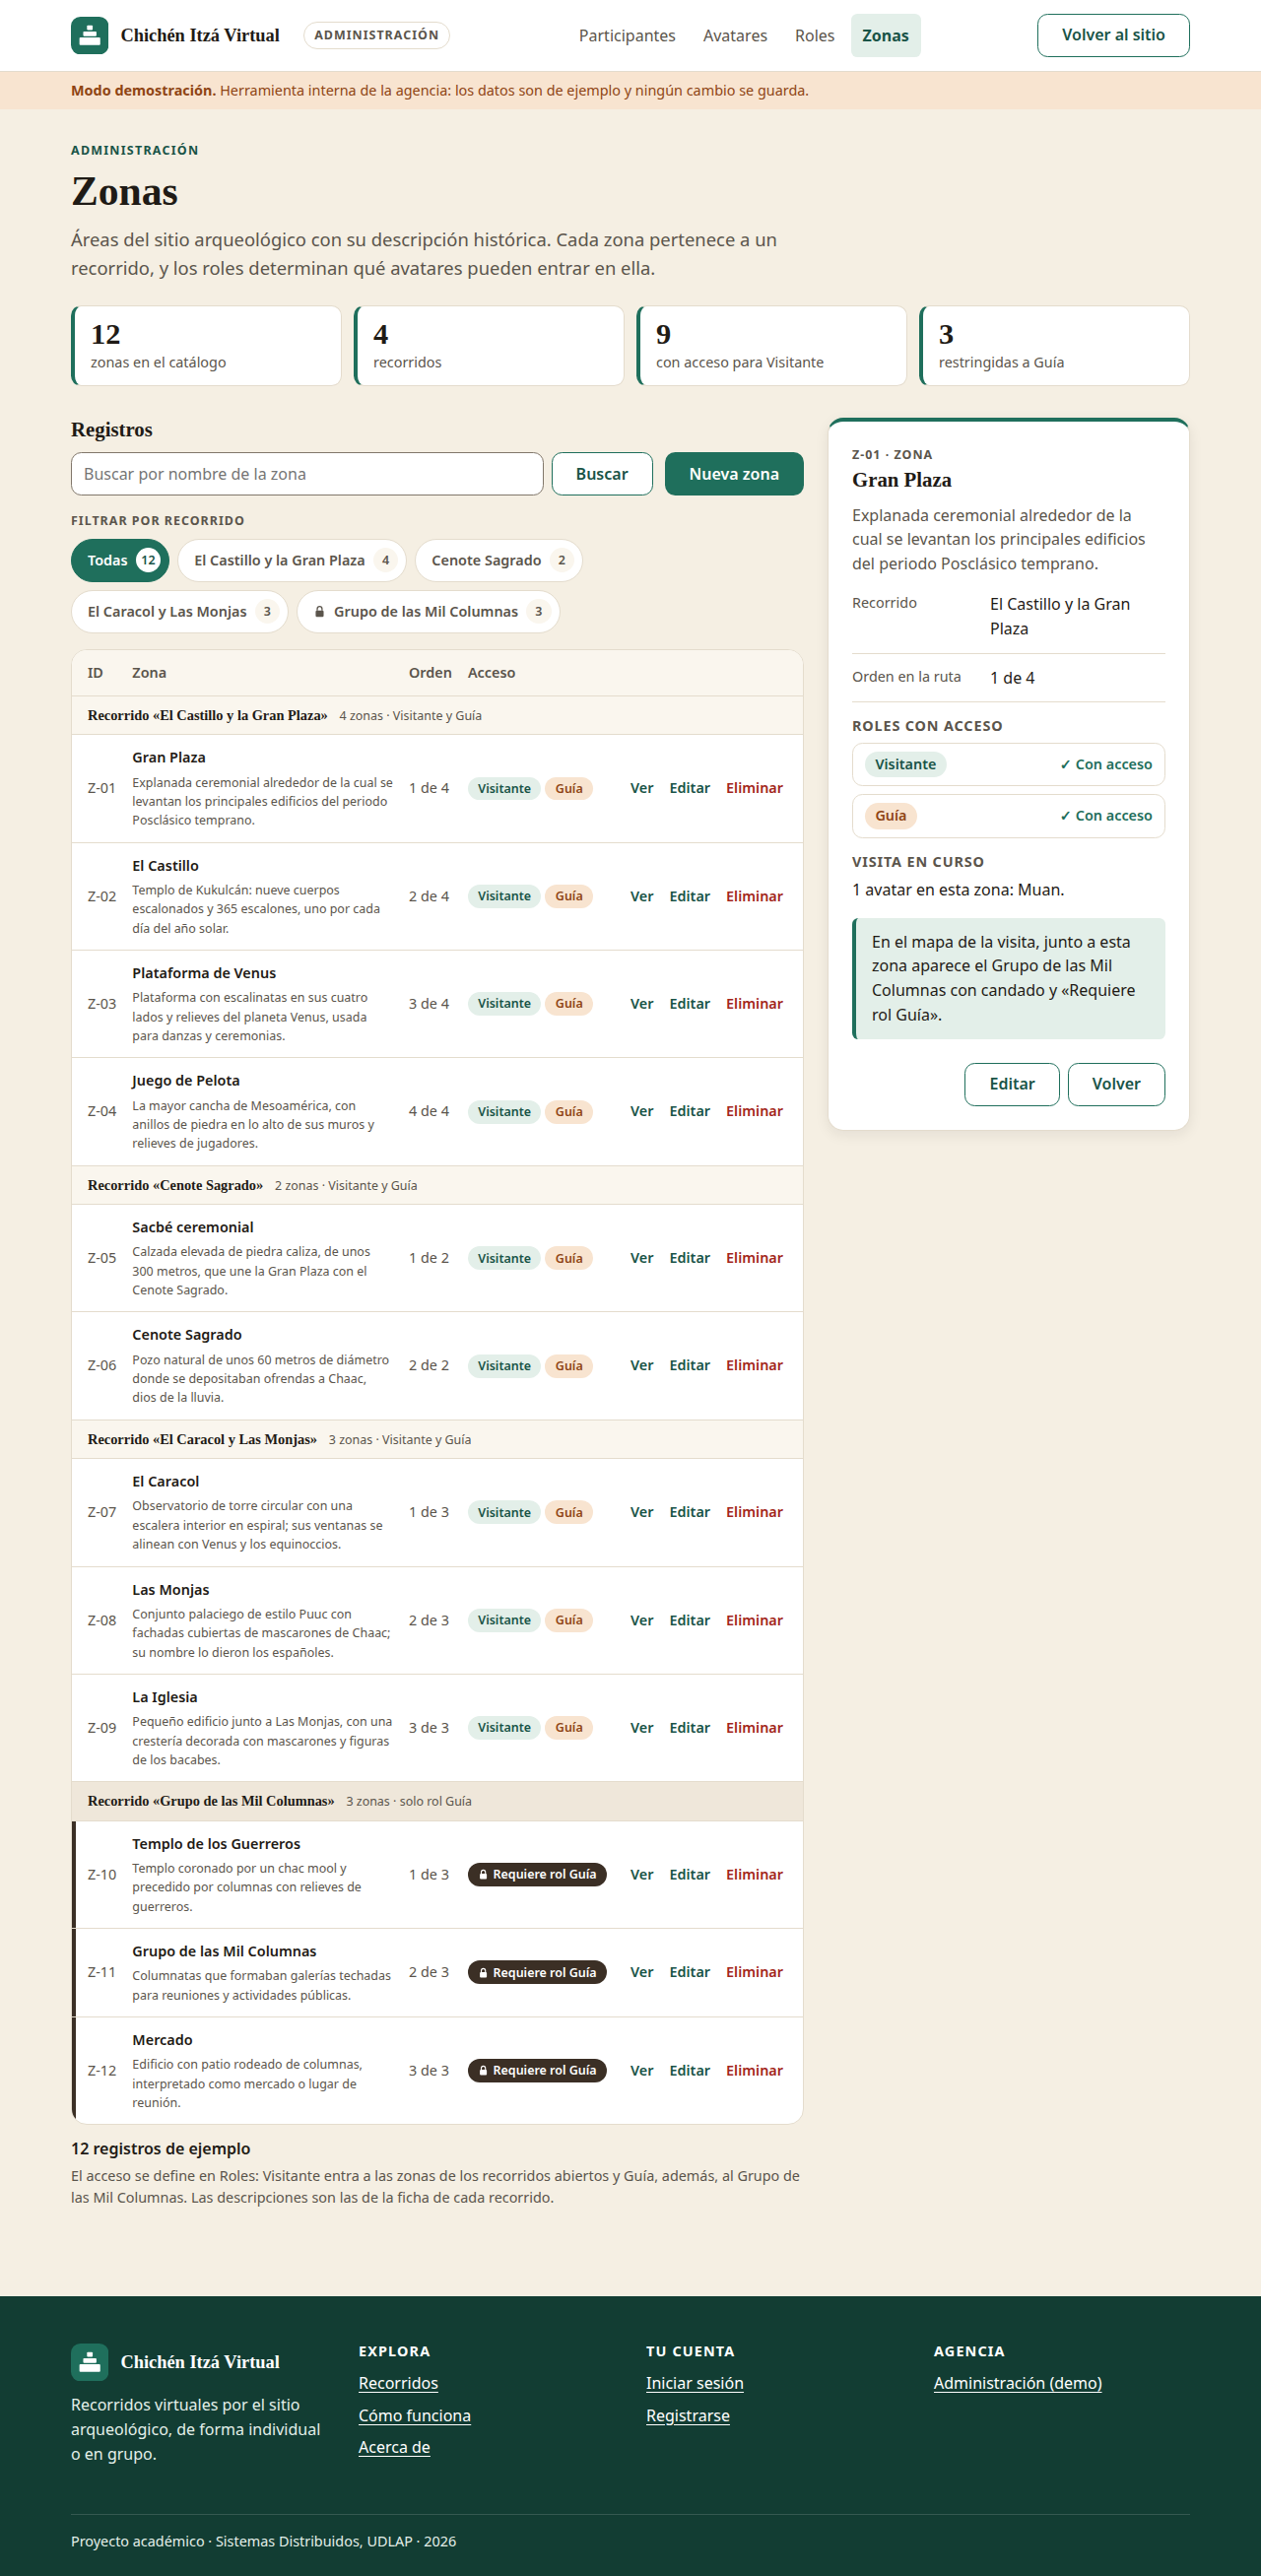 Chichén Itzá Virtual
ADMINISTRACIÓN
Participantes
Avatares
Roles
Zonas
Volver al sitio
Modo demostración. Herramienta interna de la agencia: los datos son de ejemplo y ningún cambio se guarda.
ADMINISTRACIÓN
Zonas
Áreas del sitio arqueológico con su descripción histórica. Cada zona pertenece a un
recorrido, y los roles determinan qué avatares pueden entrar en ella.
12
zonas en el catálogo
4
recorridos
9
con acceso para Visitante
3
restringidas a Guía
Registros
Buscar por nombre de la zona
Buscar
Nueva zona
FILTRAR POR RECORRIDO
Todas 12
El Castillo y la Gran Plaza 4
Cenote Sagrado 2
El Caracol y Las Monjas 3
Grupo de las Mil Columnas 3
ID Zona Orden Acceso
Recorrido «El Castillo y la Gran Plaza» 4 zonas · Visitante y Guía
Gran Plaza
Z-01 Explanada ceremonial alrededor de la cual se 1 de 4 Visitante Guía Ver Editar Eliminar
levantan los principales edificios del periodo
Posclásico temprano.
El Castillo
Z-02 Templo de Kukulcán: nueve cuerpos 2 de 4 Visitante Guía Ver Editar Eliminar
escalonados y 365 escalones, uno por cada
día del año solar.
Plataforma de Venus
Z-03 Plataforma con escalinatas en sus cuatro 3 de 4 Visitante Guía Ver Editar Eliminar
lados y relieves del planeta Venus, usada
para danzas y ceremonias.
Juego de Pelota
Z-04 La mayor cancha de Mesoamérica, con 4 de 4 Visitante Guía Ver Editar Eliminar
anillos de piedra en lo alto de sus muros y
relieves de jugadores.
Recorrido «Cenote Sagrado» 2 zonas · Visitante y Guía
Sacbé ceremonial
Z-05 Calzada elevada de piedra caliza, de unos 1 de 2 Visitante Guía Ver Editar Eliminar
300 metros, que une la Gran Plaza con el
Cenote Sagrado.
Cenote Sagrado
Z-06 Pozo natural de unos 60 metros de diámetro 2 de 2 Visitante Guía Ver Editar Eliminar
donde se depositaban ofrendas a Chaac,
dios de la lluvia.
Recorrido «El Caracol y Las Monjas» 3 zonas · Visitante y Guía
El Caracol
Z-07 Observatorio de torre circular con una 1 de 3 Visitante Guía Ver Editar Eliminar
escalera interior en espiral; sus ventanas se
alinean con Venus y los equinoccios.
Las Monjas
Z-08 Conjunto palaciego de estilo Puuc con 2 de 3 Visitante Guía Ver Editar Eliminar
fachadas cubiertas de mascarones de Chaac;
su nombre lo dieron los españoles.
La Iglesia
Z-09 Pequeño edificio junto a Las Monjas, con una 3 de 3 Visitante Guía Ver Editar Eliminar
crestería decorada con mascarones y figuras
de los bacabes.
Recorrido «Grupo de las Mil Columnas» 3 zonas · solo rol Guía
Templo de los Guerreros
Z-10 Templo coronado por un chac mool y 1 de 3 Requiere rol Guía Ver Editar Eliminar
precedido por columnas con relieves de
guerreros.
Grupo de las Mil Columnas
Z-11 Columnatas que formaban galerías techadas 2 de 3 Requiere rol Guía Ver Editar Eliminar
para reuniones y actividades públicas.
Mercado
Z-12 Edificio con patio rodeado de columnas, 3 de 3 Requiere rol Guía Ver Editar Eliminar
interpretado como mercado o lugar de
reunión.
12 registros de ejemplo
El acceso se define en Roles: Visitante entra a las zonas de los recorridos abiertos y Guía, además, al Grupo de
las Mil Columnas. Las descripciones son las de la ficha de cada recorrido.
Z-01 · ZONA
Gran Plaza
Explanada ceremonial alrededor de la
cual se levantan los principales edificios
del periodo Posclásico temprano.
Recorrido El Castillo y la Gran
Plaza
Orden en la ruta 1 de 4
ROLES CON ACCESO
Visitante ✓ Con acceso
Guía ✓ Con acceso
VISITA EN CURSO
1 avatar en esta zona: Muan.
En el mapa de la visita, junto a esta
zona aparece el Grupo de las Mil
Columnas con candado y «Requiere
rol Guía».
Editar
Volver
Chichén Itzá Virtual
Recorridos virtuales por el sitio
arqueológico, de forma individual
o en grupo.
EXPLORA
Recorridos
Cómo funciona
Acerca de
TU CUENTA
Iniciar sesión
Registrarse
AGENCIA
Administración (demo)
Proyecto académico · Sistemas Distribuidos, UDLAP · 2026